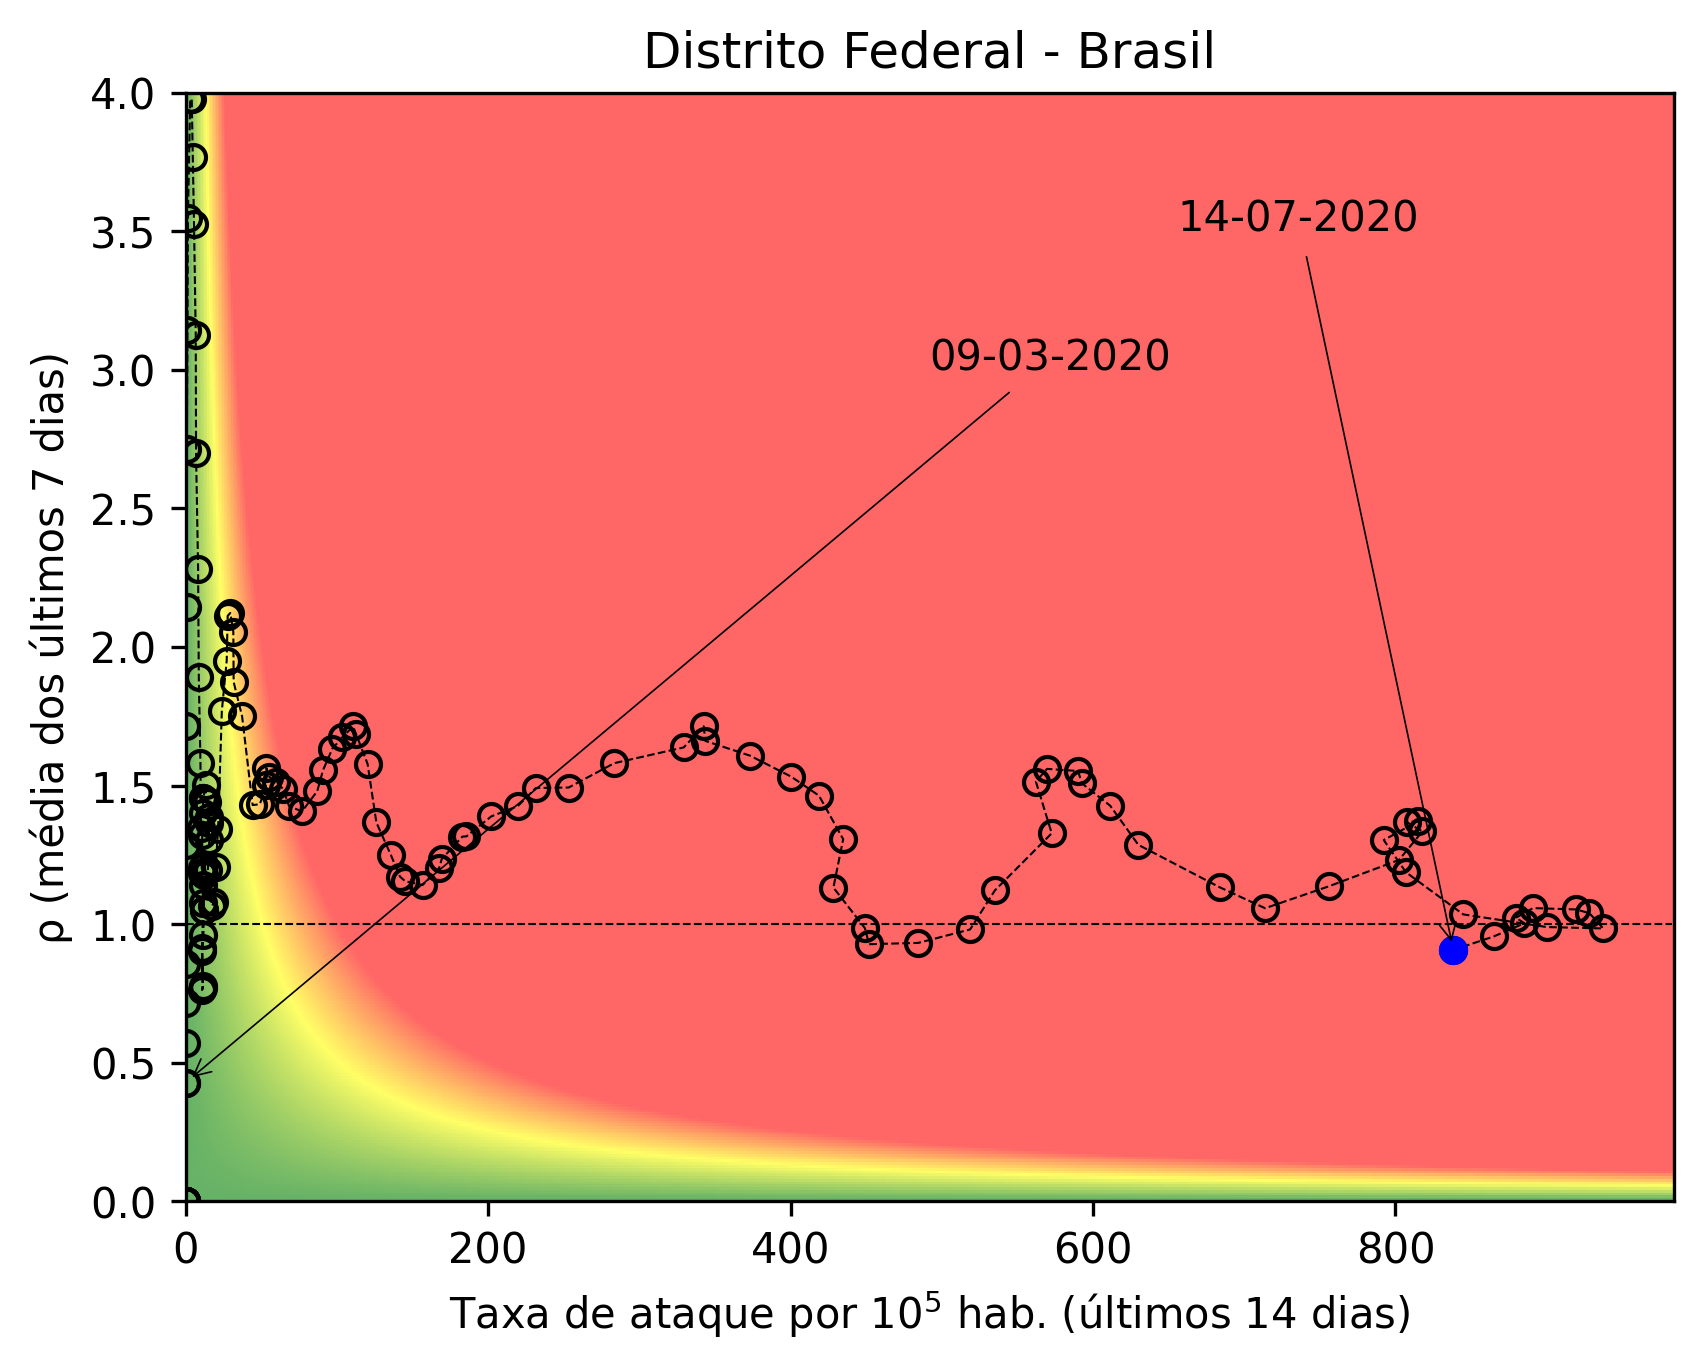 Distrito Federal - Brasil
4.0
3.5
3.0
2.5
2.0
1.5
1.0
0.5
0.0
ρ (média dos últimos 7 dias)
14-07-2020
09-03-2020
0 200 400 600 800
Taxa de ataque por 10⁵ hab. (últimos 14 dias)